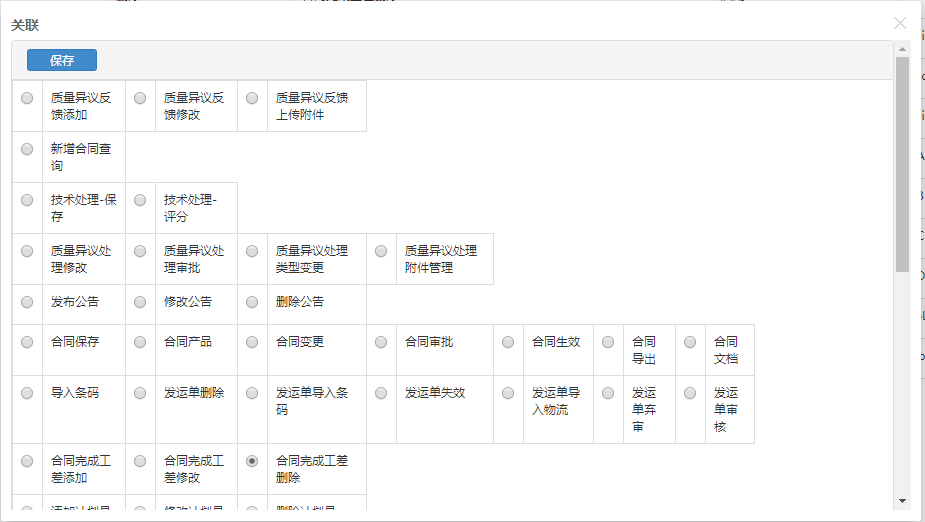 关联
保存
质量异议反 质量异议反 质量异议反馈
馈添加 馈修改 上传附件
新增合同查
询
技术处理-保 技术处理-
存 评分
质量异议处 质量异议处 质量异议处理 质量异议处理
理修改 理审批 类型变更 附件管理
发布公告 修改公告 删除公告
合同保存 合同产品 合同变更 合同审批 合同生效 合同 合同
导出 文档
导入条码 发运单删除 发运单导入条 发运单失效 发运单导 发运 发运
码 入物流 单弃 单审
审 核
合同完成工 合同完成工 合同完成工差
差添加 差修改 删除